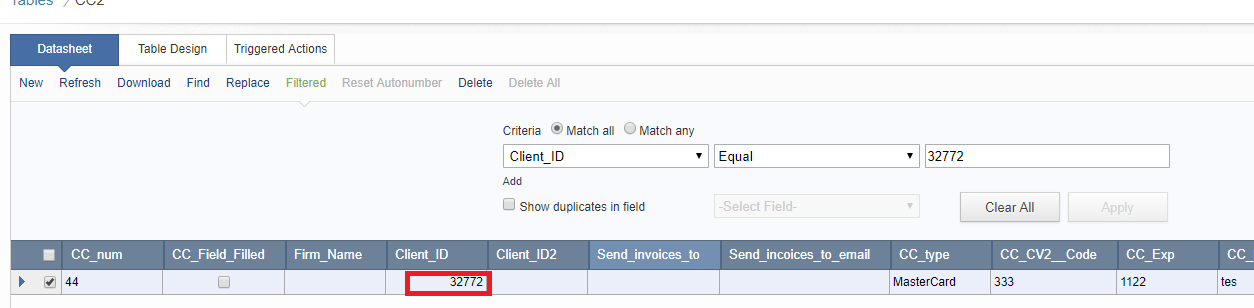 Tables / CC2
Datasheet Table Design Triggered Actions
New Refresh Download Find Replace Filtered Reset Autonumber Delete Delete All
Criteria Match all Match any
Client_ID Equal 32772
Add
Show duplicates in field -Select Field- Clear All Apply
CC_num CC_Field_Filled Firm_Name Client_ID Client_ID2 Send_invoices_to Send_incoices_to_email CC_type CC_CV2__Code CC_Exp CC_
44 32772 MasterCard 333 1122 tes